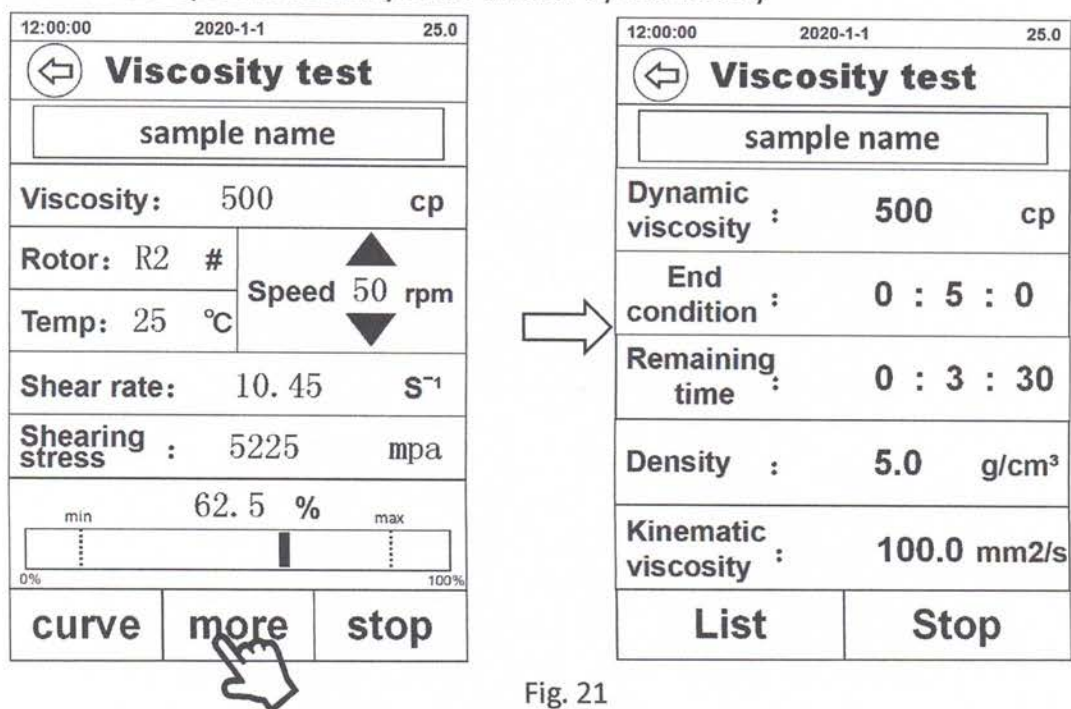 12:00:00 2020-1-1 25.0
Viscosity test
sample name
Viscosity: 500 cp
Rotor: R2 #
Temp: 25 ℃
Speed 50 rpm
Shear rate: 10.45 S⁻¹
Shearing stress : 5225 mpa
62.5 %
min max
0% 100%
curve more stop
12:00:00 2020-1-1 25.0
Viscosity test
sample name
Dynamic
viscosity : 500 cp
End
condition : 0 : 5 : 0
Remaining
time : 0 : 3 : 30
Density : 5.0 g/cm³
Kinematic
viscosity : 100.0 mm2/s
List Stop
Fig. 21